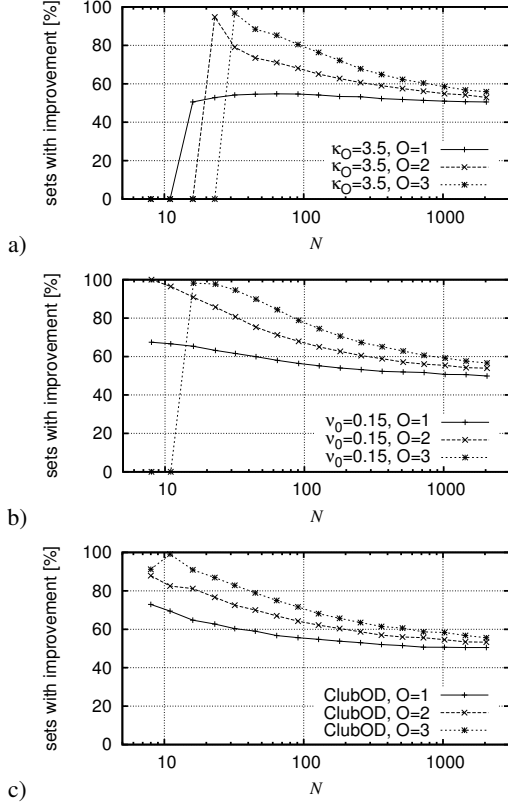 sets with improvement [%]
100
80
60
40
20
0
κO=3.5, O=1
κO=3.5, O=2
κO=3.5, O=3
10 100 1000
N
a)
sets with improvement [%]
100
80
60
40
20
0
ν0=0.15, O=1
ν0=0.15, O=2
ν0=0.15, O=3
10 100 1000
N
b)
sets with improvement [%]
100
80
60
40
20
0
ClubOD, O=1
ClubOD, O=2
ClubOD, O=3
10 100 1000
N
c)